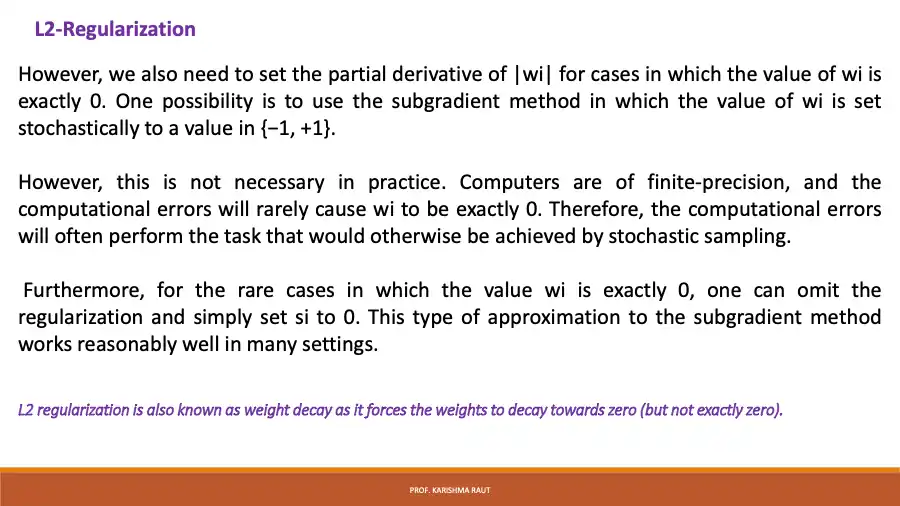 L2-Regularization
However, we also need to set the partial derivative of |wi| for cases in which the value of wi is
exactly 0. One possibility is to use the subgradient method in which the value of wi is set
stochastically to a value in {−1, +1}.
However, this is not necessary in practice. Computers are of finite-precision, and the
computational errors will rarely cause wi to be exactly 0. Therefore, the computational errors
will often perform the task that would otherwise be achieved by stochastic sampling.
Furthermore, for the rare cases in which the value wi is exactly 0, one can omit the
regularization and simply set si to 0. This type of approximation to the subgradient method
works reasonably well in many settings.
L2 regularization is also known as weight decay as it forces the weights to decay towards zero (but not exactly zero).
PROF. KARISHMA RAUT